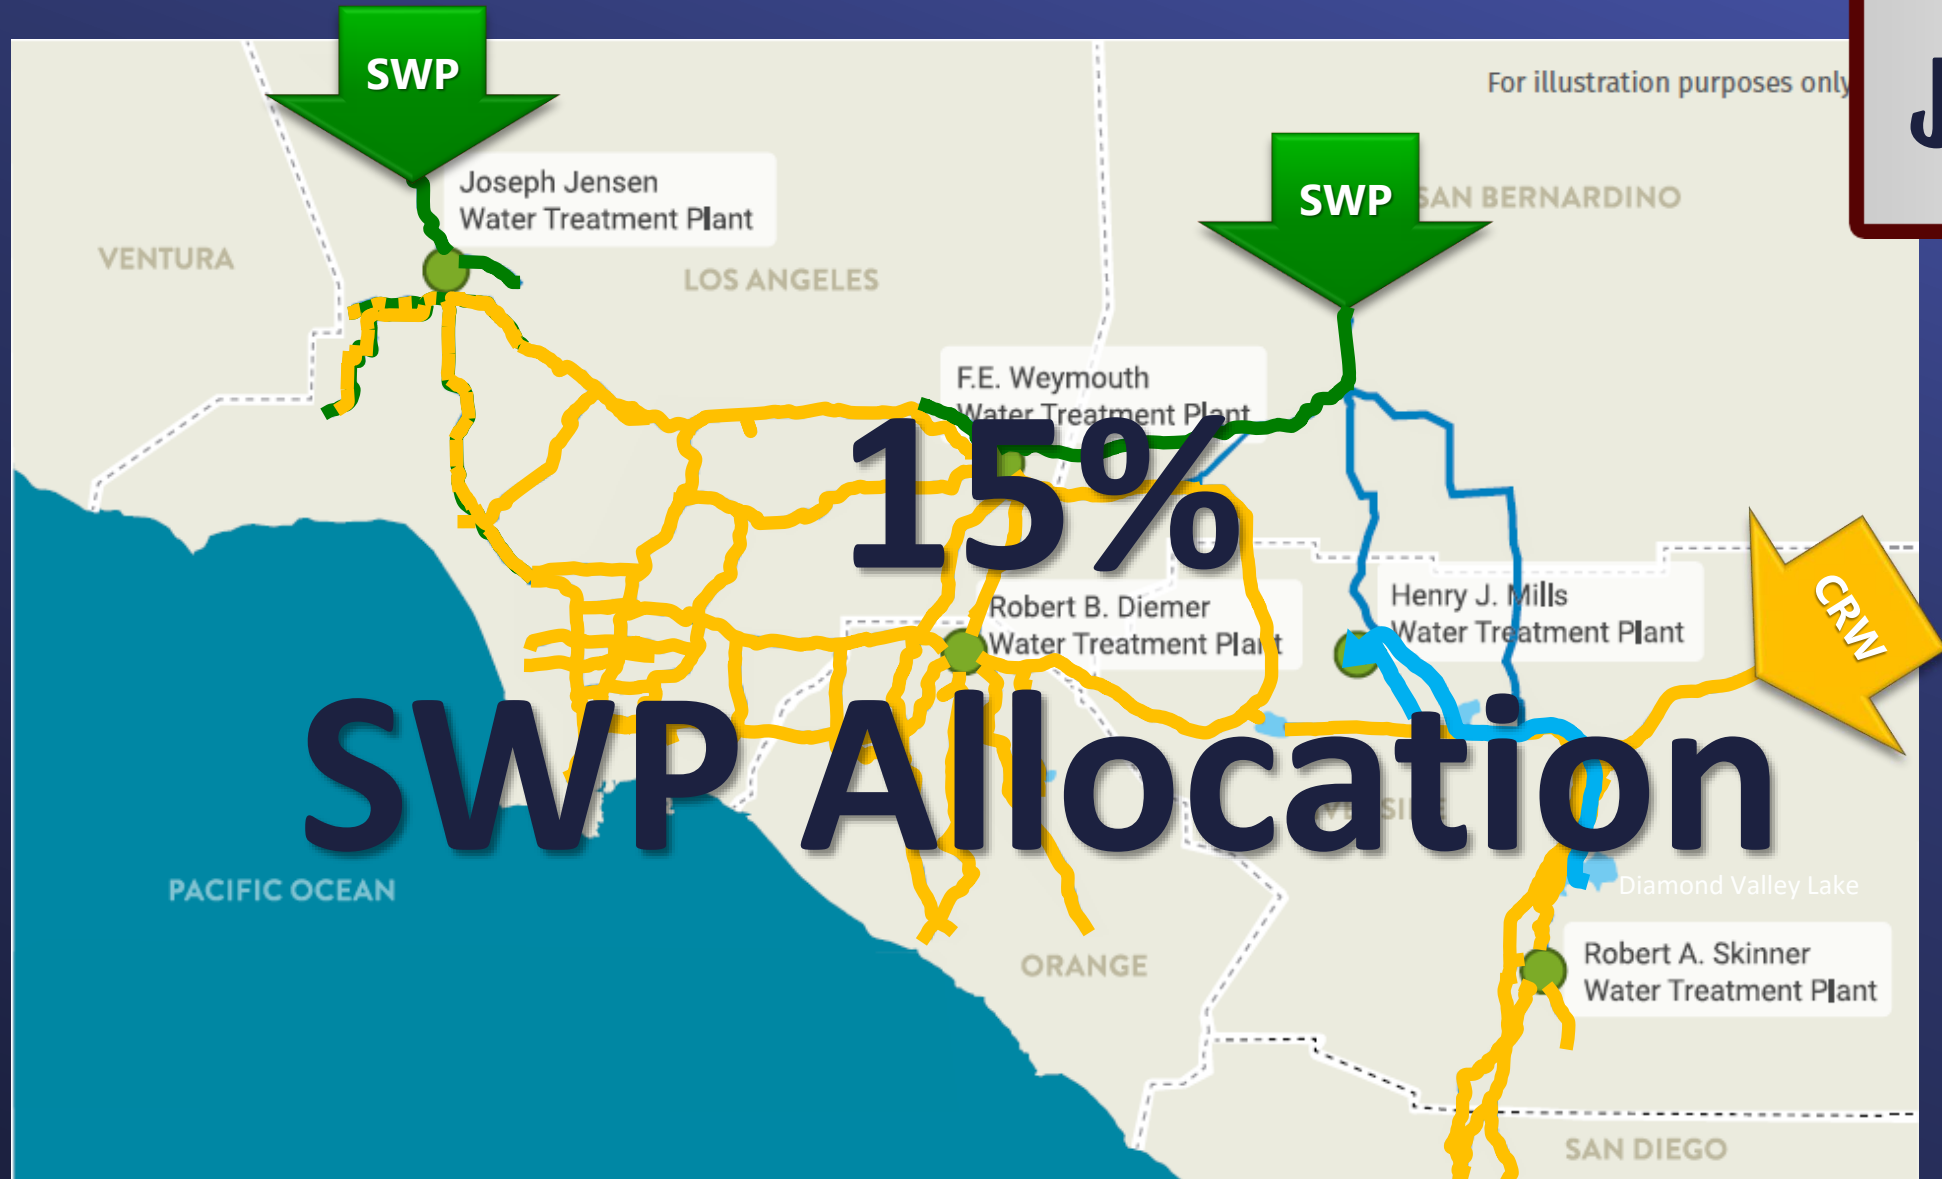 SWP
For illustration purposes only
J
Joseph Jensen
Water Treatment Plant
SWP
SAN BERNARDINO
VENTURA
LOS ANGELES
F.E. Weymouth
Water Treatment Plant
15%
CRW
Robert B. Diemer
Water Treatment Plant
Henry J. Mills
Water Treatment Plant
SWP Allocation
PACIFIC OCEAN
Diamond Valley Lake
ORANGE
Robert A. Skinner
Water Treatment Plant
SAN DIEGO